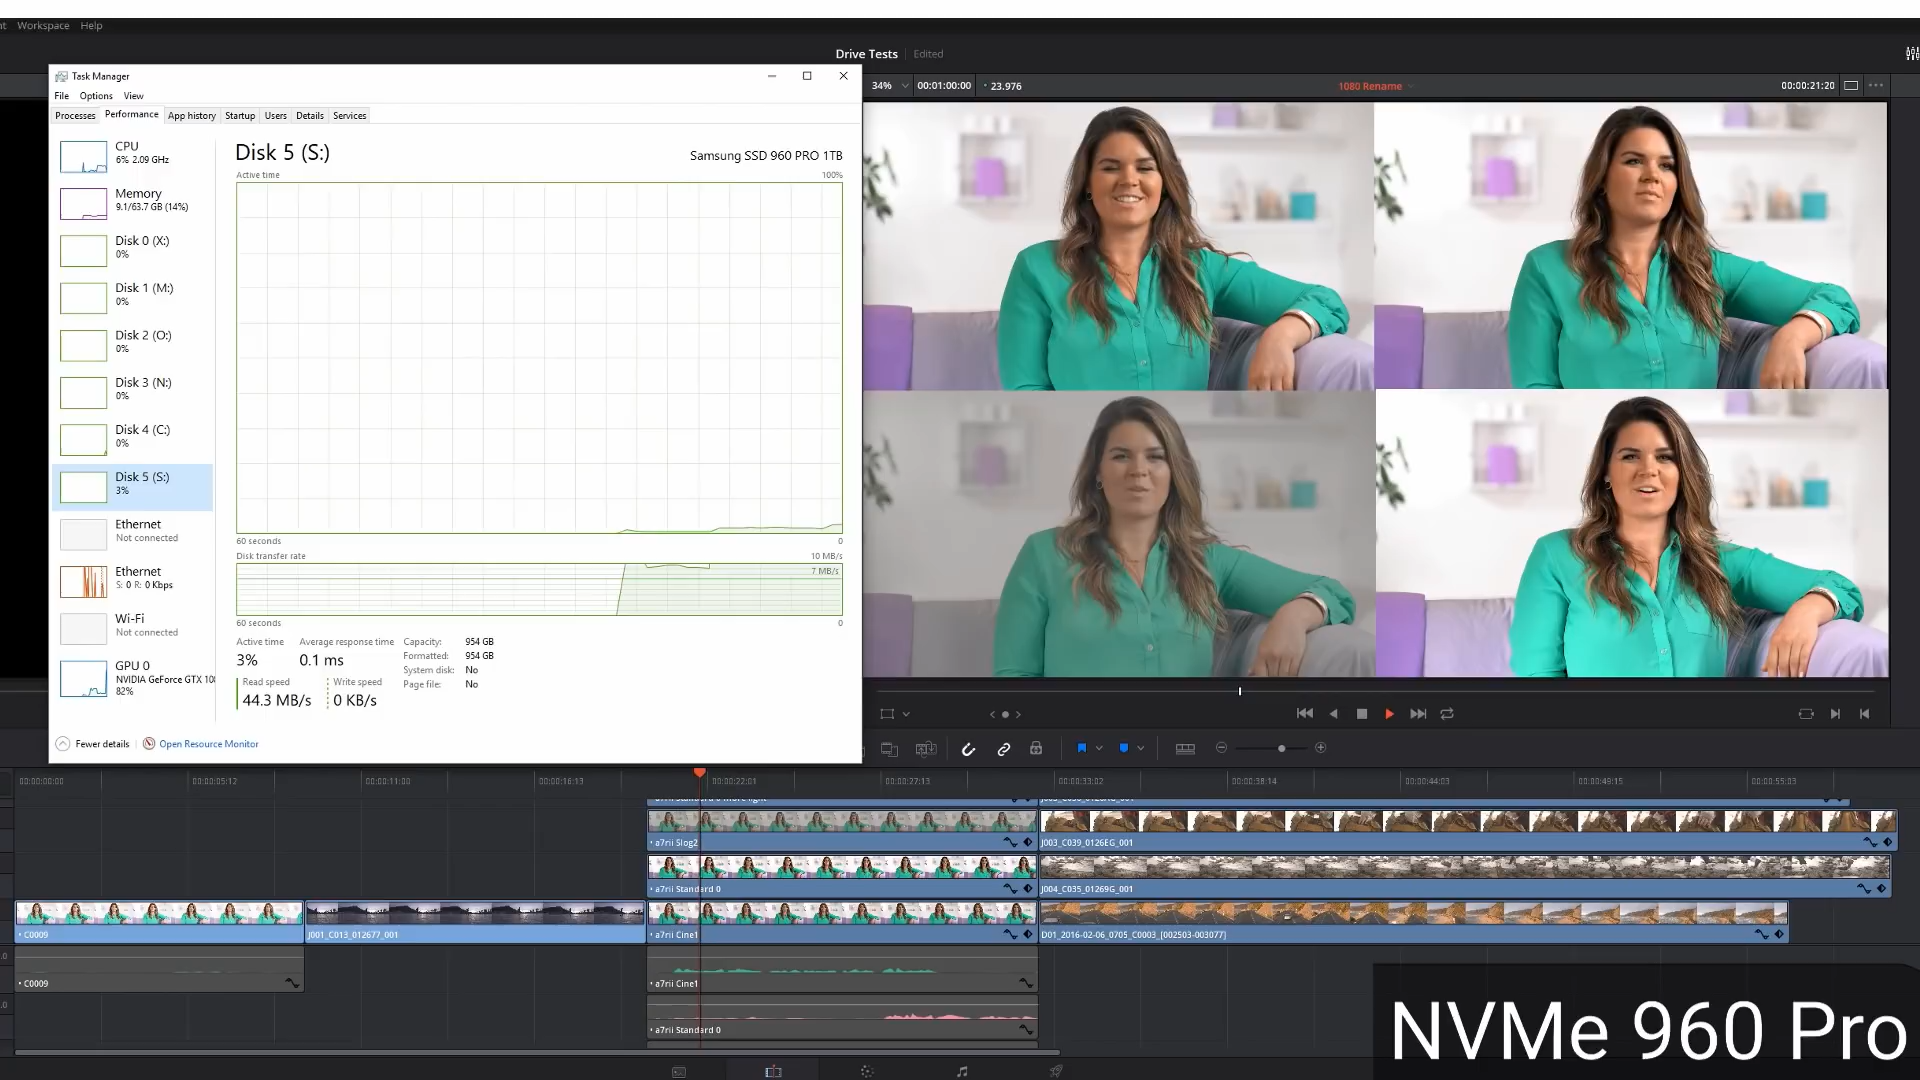 nt Workspace Help
Drive Tests Edited
Task Manager
File Options View
Processes Performance App history Startup Users Details Services
CPU
6% 2.09 GHz
Memory
9.1/63.7 GB (14%)
Disk 0 (X:)
0%
Disk 1 (M:)
0%
Disk 2 (O:)
0%
Disk 3 (N:)
0%
Disk 4 (C:)
0%
Disk 5 (S:)
3%
Ethernet
Not connected
Ethernet
S: 0 R: 0 Kbps
Wi-Fi
Not connected
GPU 0
NVIDIA GeForce GTX 10
82%
Disk 5 (S:) Samsung SSD 960 PRO 1TB
Active time 100%
60 seconds 0
Disk transfer rate 10 MB/s
7 MB/s
60 seconds 0
Active time Average response time
3% 0.1 ms
Read speed Write speed
44.3 MB/s 0 KB/s
Capacity: 954 GB
Formatted: 954 GB
System disk: No
Page file: No
Fewer details Open Resource Monitor
34% 00:01:00:00 23.976 1080 Rename 00:00:21:20
00:00:00:00 00:00:05:12 00:00:11:00 00:00:16:13 00:00:22:01 00:00:27:13 00:00:33:02 00:00:38:14 00:00:44:03 00:00:49:15 00:00:55:03
a7rii Slog2 J003_C039_0126EG_001
a7rii Standard 0 J004_C035_01269G_001
C0009 J001_C013_012677_001 a7rii Cine1 D01_2016-02-06_0705_C0003_[002503-003077]
C0009 a7rii Cine1
a7rii Standard 0
NVMe 960 Pro